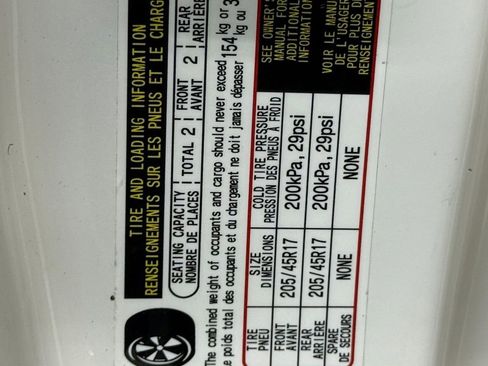 TIRE AND LOADING INFORMATION
RENSEIGNEMENTS SUR LES PNEUS ET LE CHARG
SEATING CAPACITY
NOMBRE DE PLACES
TOTAL 2
FRONT
AVANT 2
REAR
ARRIÈRE
The combined weight of occupants and cargo should never exceed
e poids total des occupants et du chargement ne doit jamais dépasser
154 kg or
TIRE
PNEU
SIZE
DIMENSIONS
COLD TIRE PRESSURE
PRESSION DES PNEUS À FROID
FRONT
AVANT
205/45R17
200kPa, 29psi
REAR
ARRIÈRE
205/45R17
200kPa, 29psi
SPARE
DE SECOURS
NONE
NONE
SEE OWNER'S
MANUAL FOR
ADDITIONAL
INFORMATION
VOIR LE MANUEL
DE L'USAGER
POUR PLUS DE
RENSEIGNEMENTS